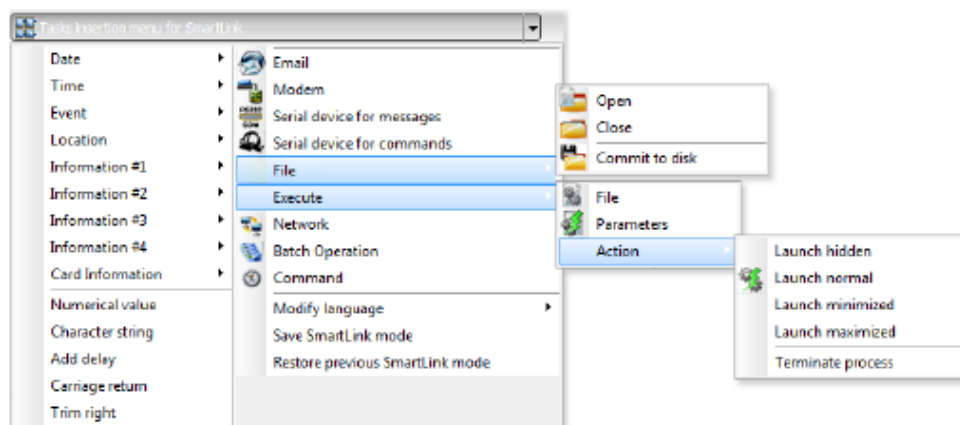 Tasks insertion menu for SmartLink
Date
Time
Event
Location
Information #1
Information #2
Information #3
Information #4
Card Information
Numerical value
Character string
Add delay
Carriage return
Trim right
Email
Modem
Serial device for messages
Serial device for commands
File
Execute
Network
Batch Operation
Command
Modify language
Save SmartLink mode
Restore previous SmartLink mode
Open
Close
Commit to disk
File
Parameters
Action
Launch hidden
Launch normal
Launch minimized
Launch maximized
Terminate process